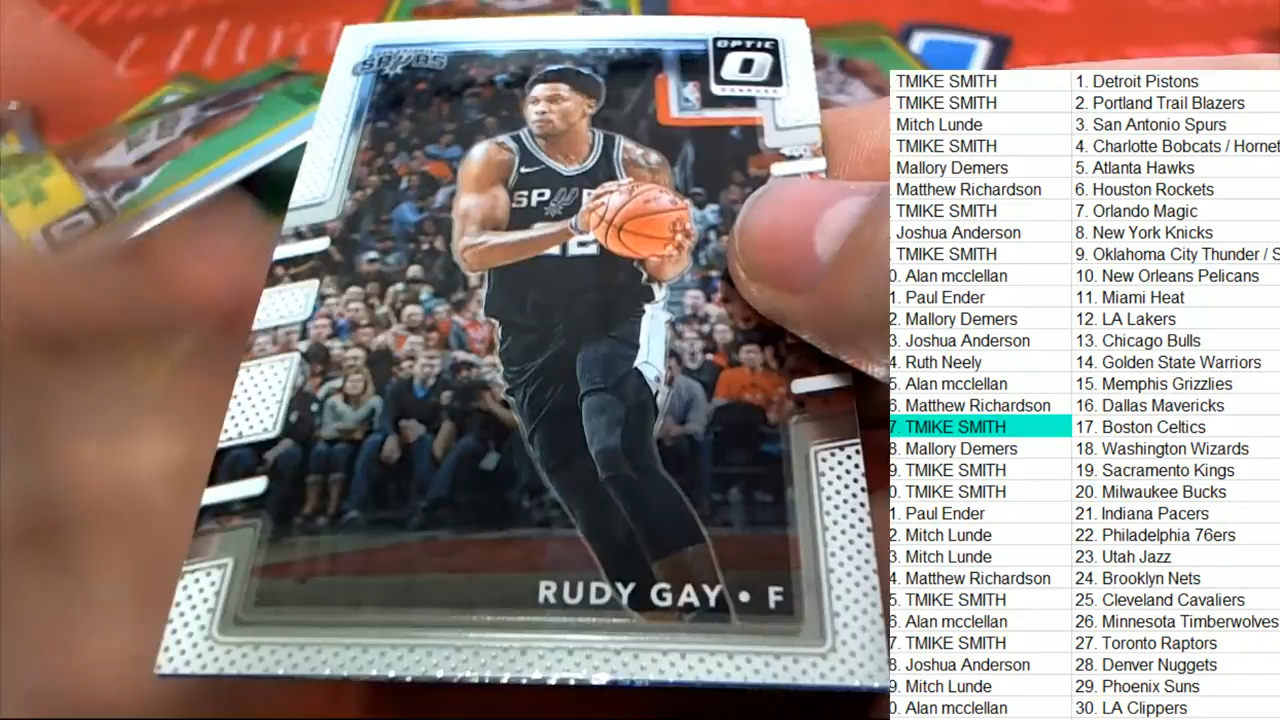 SPURS
OPTIC
O
DONRUSS
RUDY GAY • F
TMIKE SMITH 1. Detroit Pistons
TMIKE SMITH 2. Portland Trail Blazers
Mitch Lunde 3. San Antonio Spurs
TMIKE SMITH 4. Charlotte Bobcats / Hornet
Mallory Demers 5. Atlanta Hawks
Matthew Richardson 6. Houston Rockets
TMIKE SMITH 7. Orlando Magic
Joshua Anderson 8. New York Knicks
TMIKE SMITH 9. Oklahoma City Thunder / S
0. Alan mcclellan 10. New Orleans Pelicans
1. Paul Ender 11. Miami Heat
2. Mallory Demers 12. LA Lakers
3. Joshua Anderson 13. Chicago Bulls
4. Ruth Neely 14. Golden State Warriors
5. Alan mcclellan 15. Memphis Grizzlies
6. Matthew Richardson 16. Dallas Mavericks
7. TMIKE SMITH 17. Boston Celtics
8. Mallory Demers 18. Washington Wizards
9. TMIKE SMITH 19. Sacramento Kings
0. TMIKE SMITH 20. Milwaukee Bucks
1. Paul Ender 21. Indiana Pacers
2. Mitch Lunde 22. Philadelphia 76ers
3. Mitch Lunde 23. Utah Jazz
4. Matthew Richardson 24. Brooklyn Nets
5. TMIKE SMITH 25. Cleveland Cavaliers
6. Alan mcclellan 26. Minnesota Timberwolves
7. TMIKE SMITH 27. Toronto Raptors
8. Joshua Anderson 28. Denver Nuggets
9. Mitch Lunde 29. Phoenix Suns
0. Alan mcclellan 30. LA Clippers